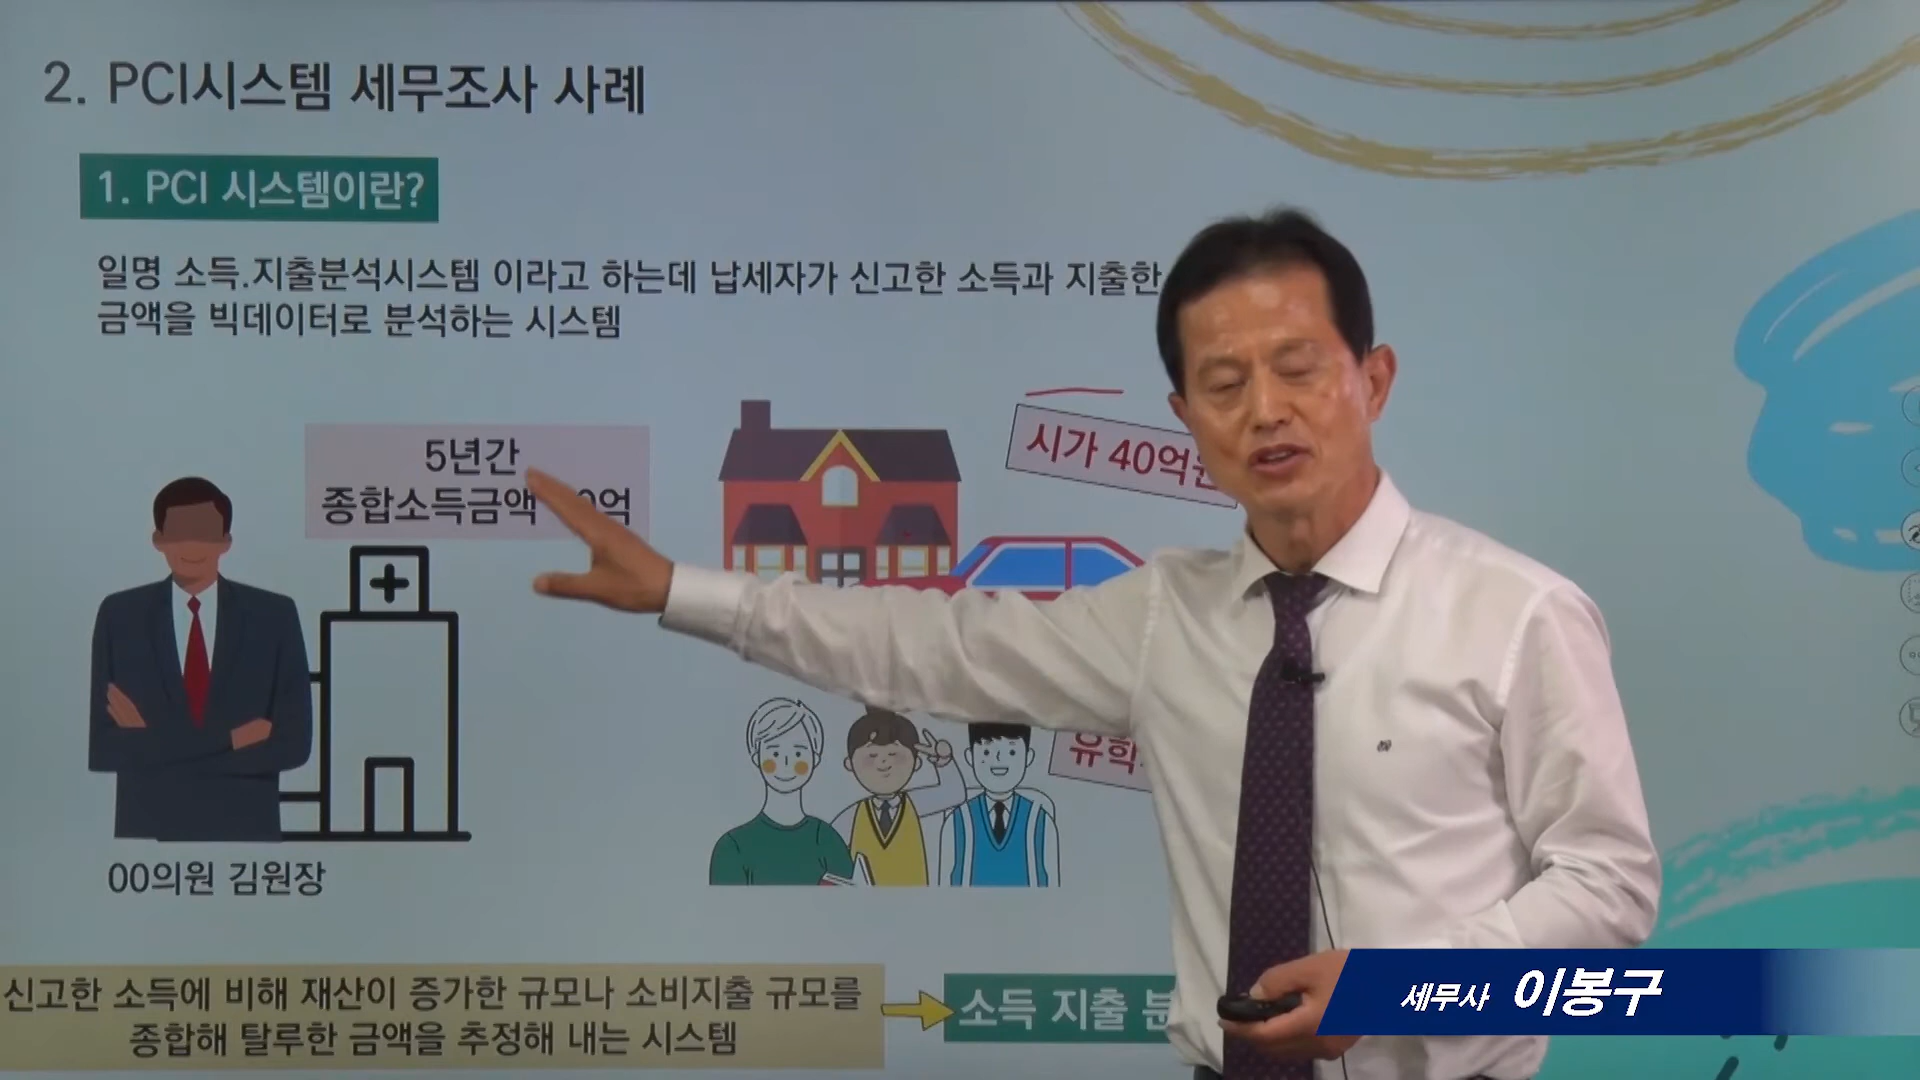 2. PCI시스템 세무조사 사례
1. PCI 시스템이란?
일명 소득.지출분석시스템 이라고 하는데 납세자가 신고한 소득과 지출한
금액을 빅데이터로 분석하는 시스템
5년간
종합소득금액
시가 40억원
유학
00의원 김원장
신고한 소득에 비해 재산이 증가한 규모나 소비지출 규모를
종합해 탈루한 금액을 추정해 내는 시스템
소득 지출 분
세무사 이봉구